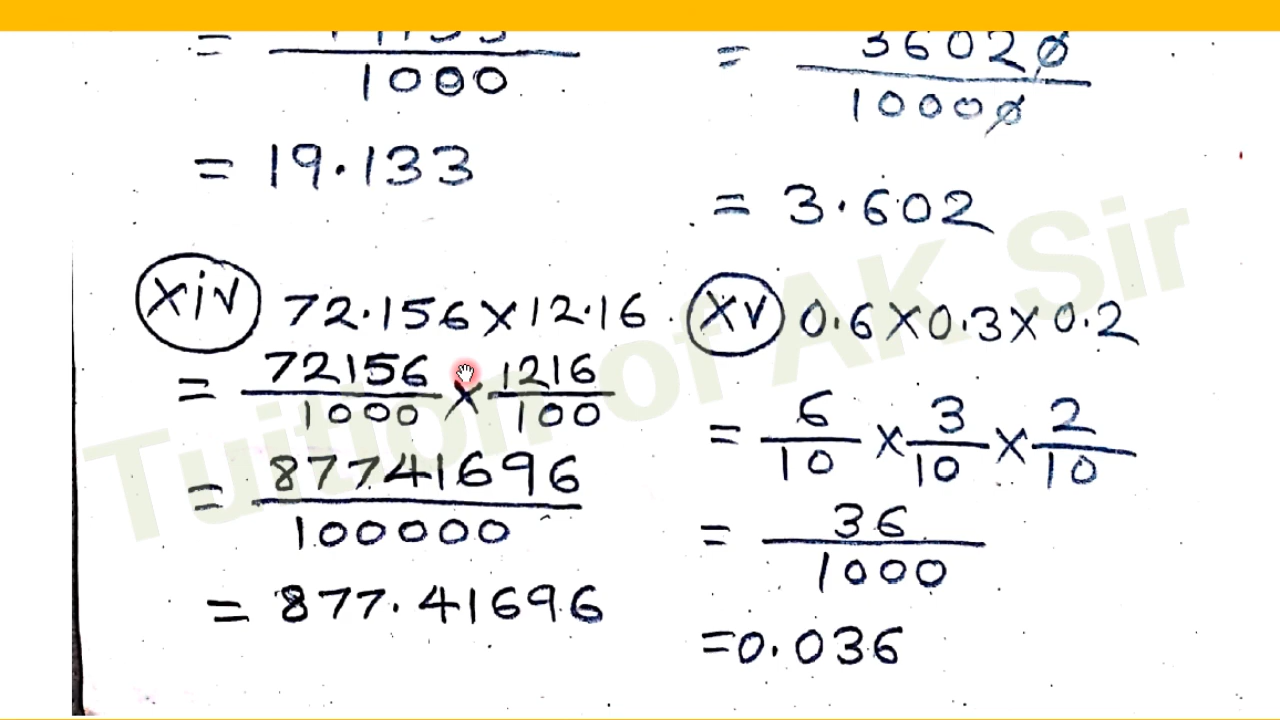 =
1000
= 19.133
= 36020
10000
= 3.602
xiv 72.156×12.16
= 72156/1000 × 1216/100
= 87741696
100000
= 877.41696
xv 0.6×0.3×0.2
= 6/10 × 3/10 × 2/10
= 36
1000
=0.036
Tuition of AK Sir